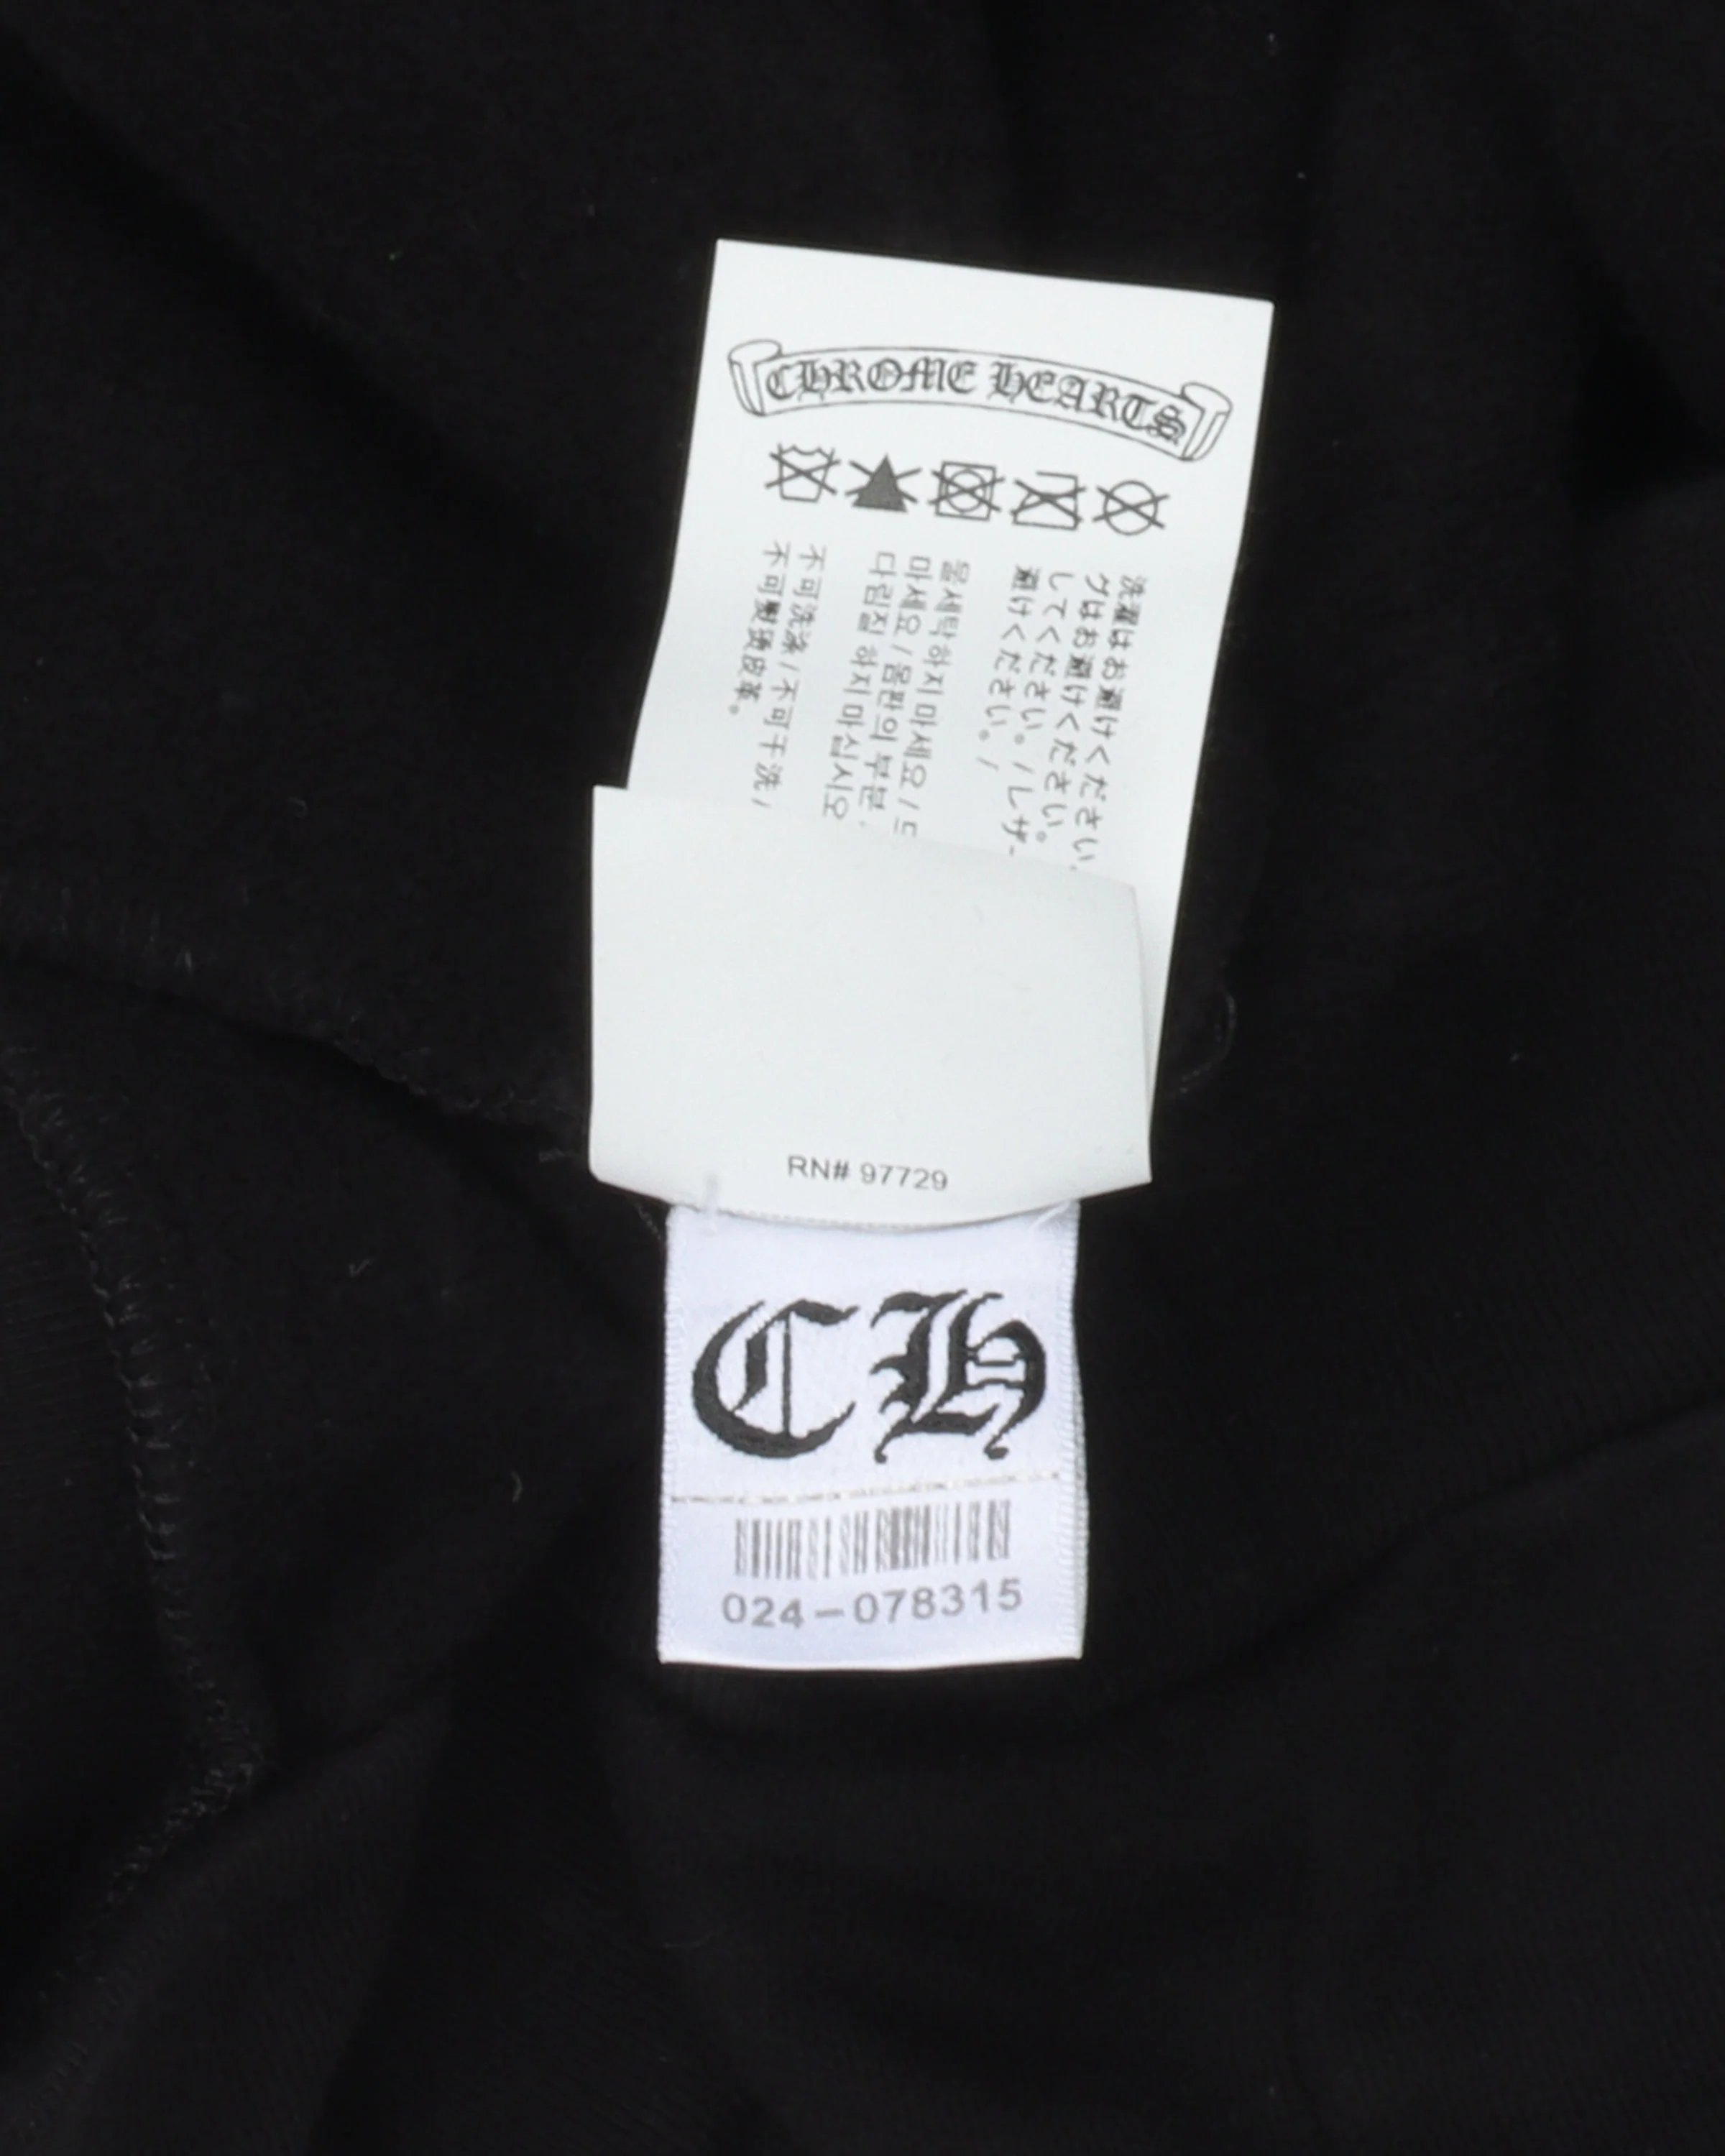 CHROME HEARTS
不可洗涤 / 不可干洗 /
不可熨烫皮革。
물세탁하지 마세요 / 드
마세요 / 몸판의 부분
다림질 하지 마십시오
洗濯はお避けください
グはお避けください。
してください。 / レザー
避けください。 /
RN# 97729
CH
024-078315